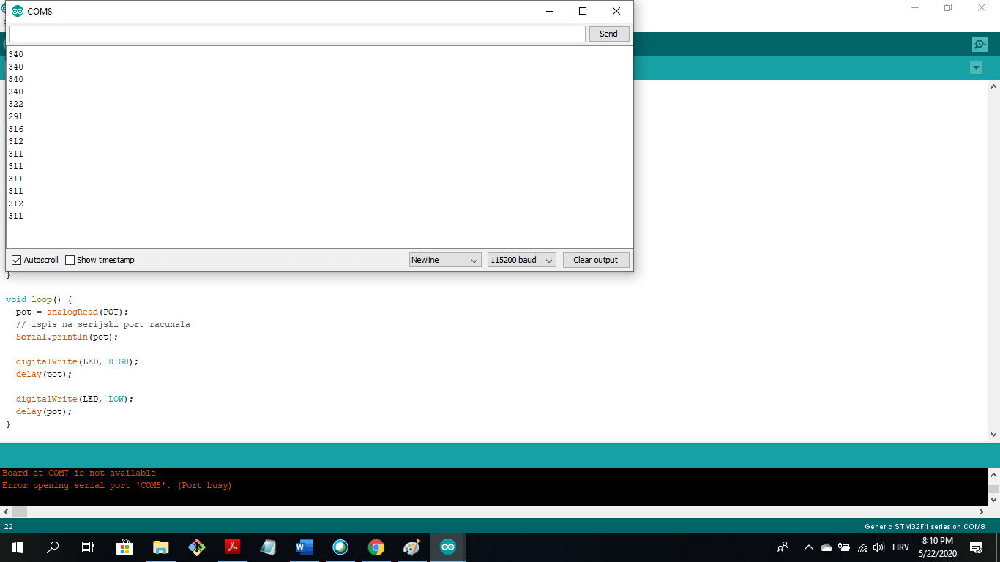 COM8
Send
340
340
340
340
322
291
316
312
311
311
311
311
312
311
Autoscroll Show timestamp Newline 115200 baud Clear output
}
void loop() {
pot = analogRead(POT);
// ispis na serijski port racunala
Serial.println(pot);
digitalWrite(LED, HIGH);
delay(pot);
digitalWrite(LED, LOW);
delay(pot);
}
Board at COM7 is not available
Error opening serial port 'COM5'. (Port busy)
22 Generic STM32F1 series on COM8
HRV
8:10 PM
5/22/2020